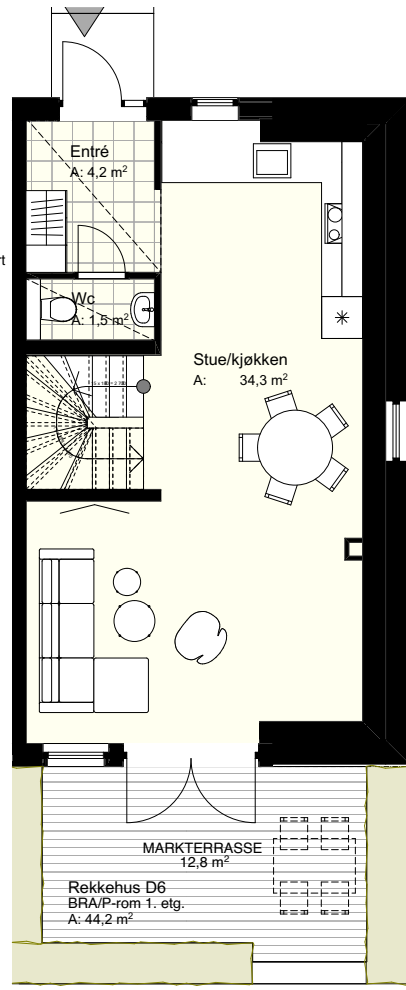 Entré
A: 4,2 m²
rt
Wc
A: 1,5 m²
Stue/kjøkken
A: 34,3 m²
MARKTERRASSE
12,8 m²
Rekkehus D6
BRA/P-rom 1. etg.
A: 44,2 m²